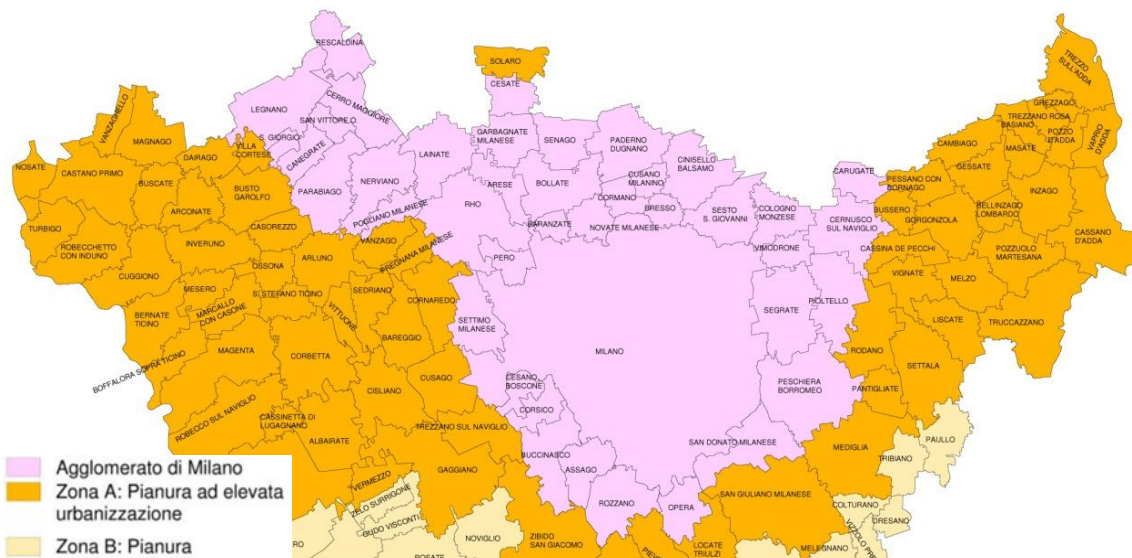 RESCALDINA
SOLARO
CESATE
TREZZO
SULL'ADDA
LEGNANO
CERRO MAGGIORE
GREZZAGO
VANZAGHELLO
MAGNAGO
SAN VITTORE O.
TREZZANO ROSA
BASIANO
POZZO
D'ADDA
VAPRIO
D'ADDA
S. GIORGIO
VILLA
CORTESE
GARBAGNATE
MILANESE
SENAGO
PADERNO
DUGNANO
CAMBIAGO
MASATE
NOSATE
DAIRAGO
CANEGRATE
LAINATE
CINISELLO
BALSAMO
GESSATE
CASTANO PRIMO
BUSCATE
BUSTO
GAROLFO
PARABIAGO
NERVIANO
ARESE
BOLLATE
CUSANO
MILANINO
CARUGATE
PESSANO CON
BORNAGO
INZAGO
ARCONATE
POGLIANO MILANESE
RHO
CORMANO
BRESSO
SESTO
S. GIOVANNI
COLOGNO
MONZESE
BUSSERO
GORGONZOLA
BELLINZAGO
LOMBARDO
TURBIGO
CASOREZZO
BARANZATE
NOVATE MILANESE
CERNUSCO
SUL NAVIGLIO
CASSANO
D'ADDA
ROBECCHETTO
CON INDUNO
INVERUNO
VANZAGO
PREGNANA MILANESE
VIMODRONE
CASSINA DE PECCHI
POZZUOLO
MARTESANA
CUGGIONO
OSSONA
ARLUNO
PERO
VIGNATE
MELZO
MESERO
S. STEFANO TICINO
SEDRIANO
CORNAREDO
SEGRATE
PIOLTELLO
BERNATE
TICINO
MARCALLO
CON CASONE
VITTUONE
SETTIMO
MILANESE
LISCATE
TRUCCAZZANO
BAREGGIO
BOFFALORA SOPRA TICINO
MAGENTA
CORBETTA
MILANO
RODANO
SETTALA
CISLIANO
CUSAGO
CESANO
BOSCONE
PESCHIERA
BORROMEO
PANTIGLIATE
ROBECCO SUL NAVIGLIO
CASSINETTA DI
LUGAGNANO
CORSICO
ALBAIRATE
TREZZANO SUL NAVIGLIO
SAN DONATO MILANESE
MEDIGLIA
PAULLO
BUCCINASCO
ASSAGO
TRIBIANO
GAGGIANO
VERMEZZO
ZELO SURRIGONE
ROZZANO
OPERA
SAN GIULIANO MILANESE
COLTURANO
GUDO VISCONTI
DRESANO
NOVIGLIO
ZIBIDO
SAN GIACOMO
LOCATE
TRIULZI
MELEGNANO
Agglomerato di Milano
Zona A: Pianura ad elevata
urbanizzazione
Zona B: Pianura